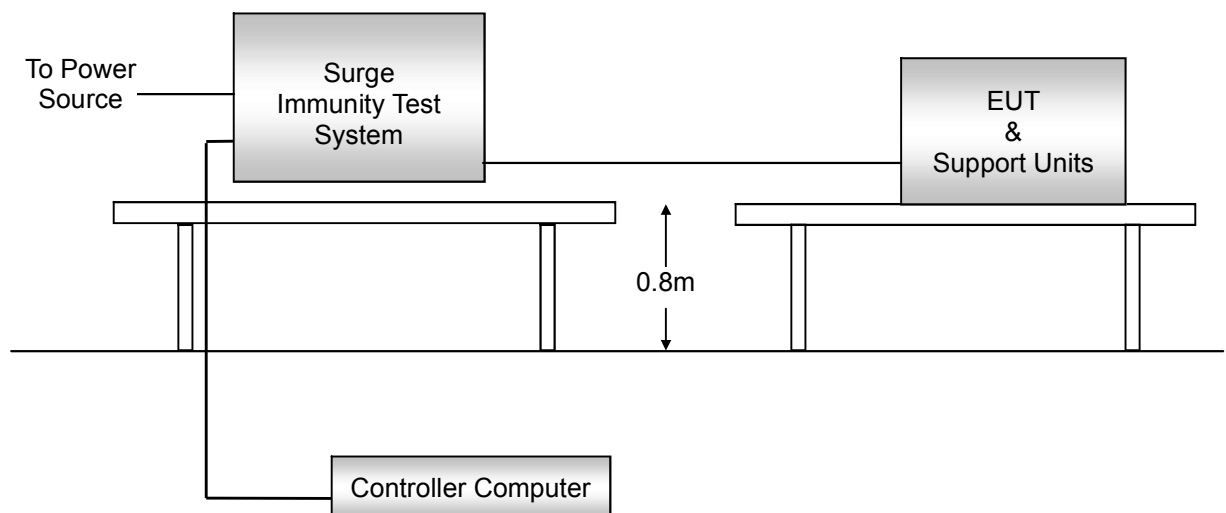 To Power
Source
Surge
Immunity Test
System
EUT
&
Support Units
0.8m
Controller Computer